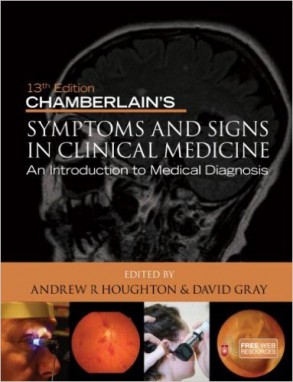 13th Edition
CHAMBERLAIN'S
SYMPTOMS AND SIGNS
IN CLINICAL MEDICINE
An Introduction to Medical Diagnosis
EDITED BY
ANDREW R HOUGHTON & DAVID GRAY
FREE WEB
RESOURCES